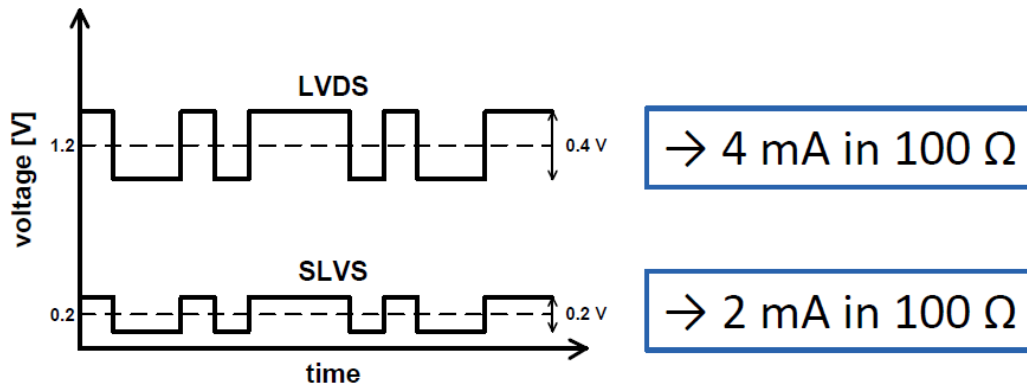 LVDS
voltage [V]
1.2
0.4 V
→ 4 mA in 100 Ω
SLVS
0.2
0.2 V
→ 2 mA in 100 Ω
time